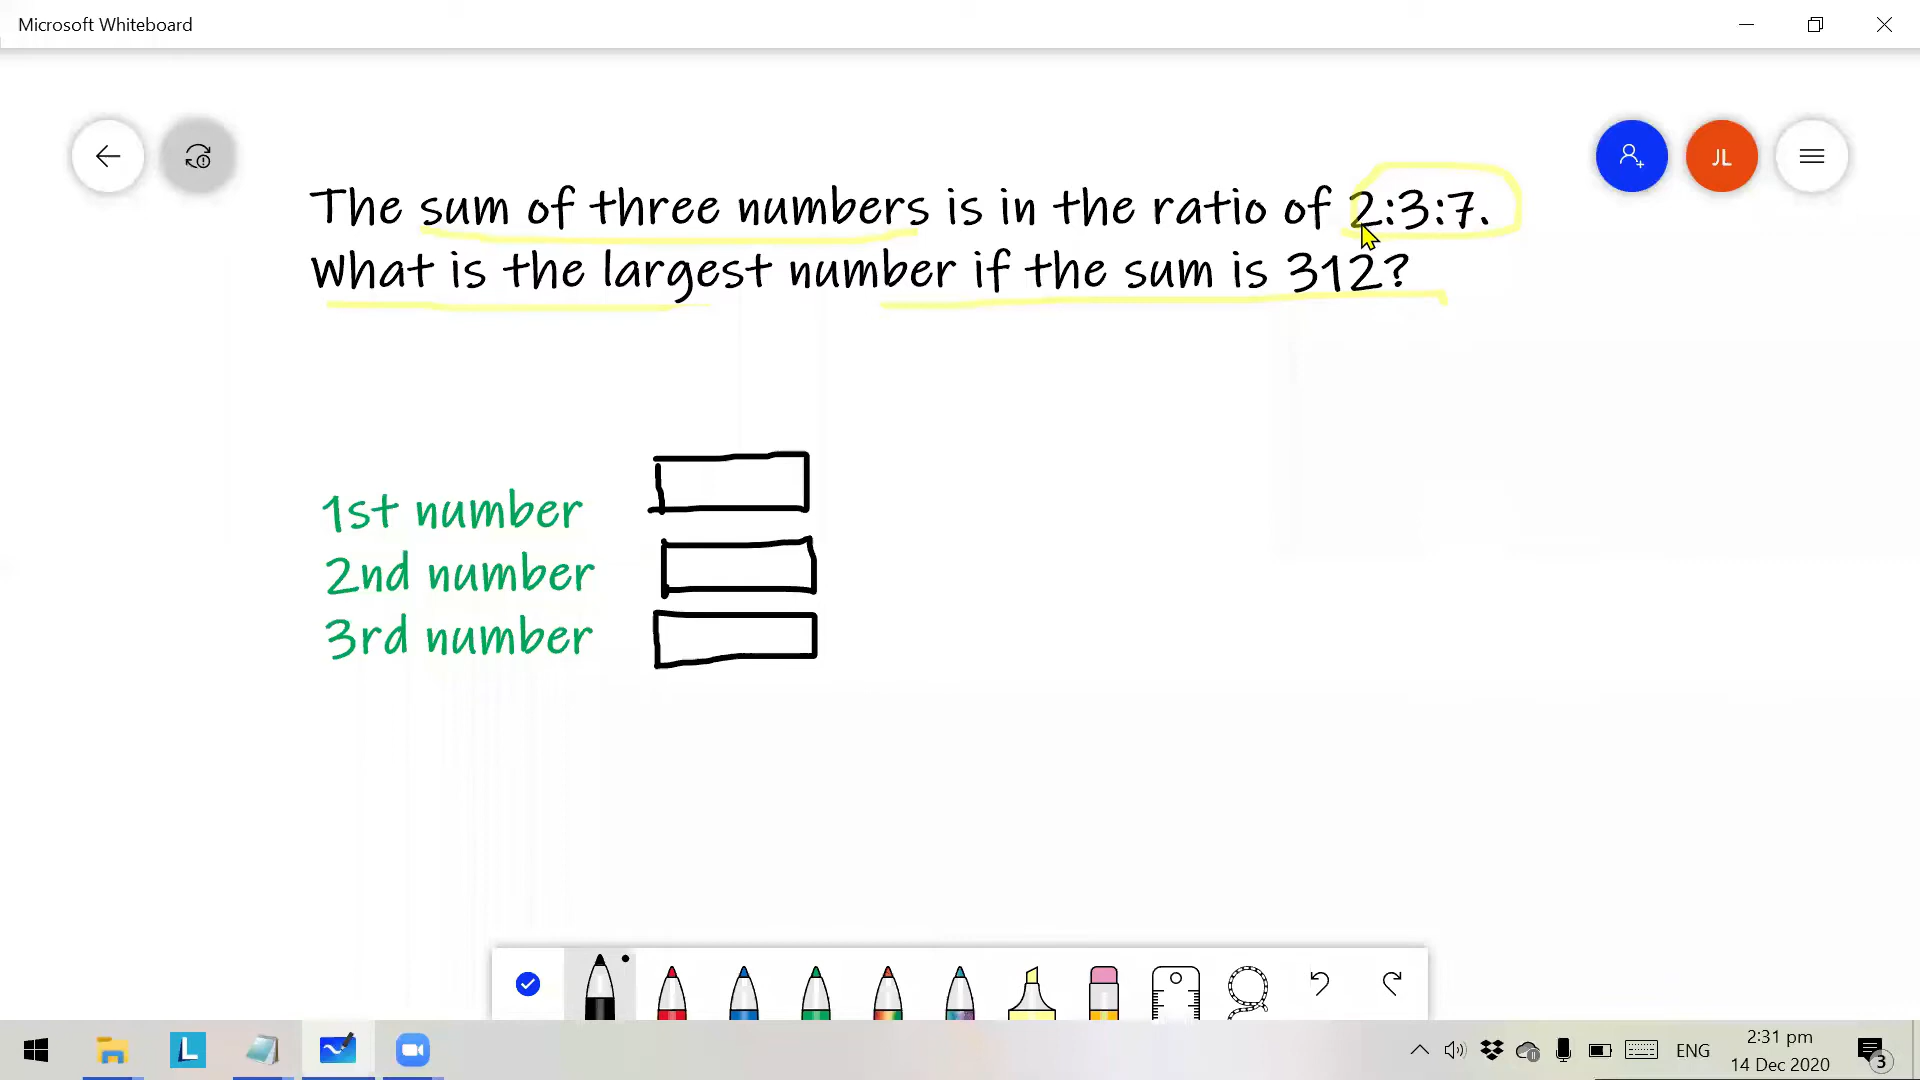 Microsoft Whiteboard
JL
The sum of three numbers is in the ratio of 2:3:7.
What is the largest number if the sum is 312?
1st number
2nd number
3rd number
L
ENG
2:31 pm
14 Dec 2020
3